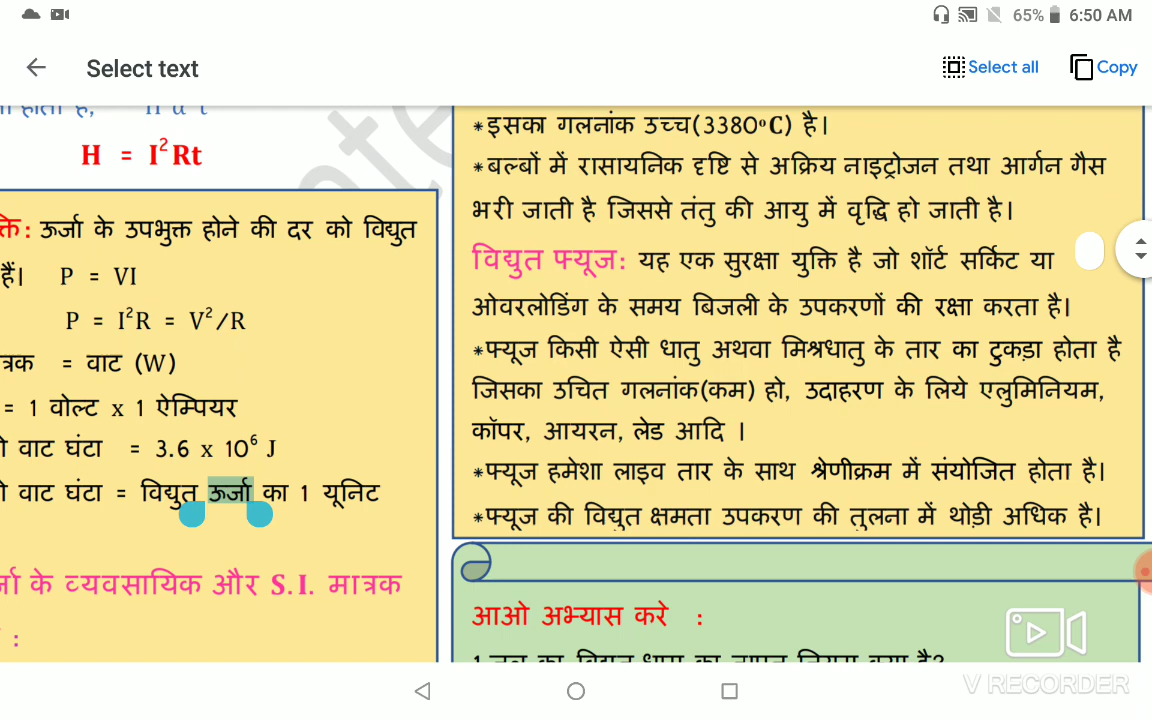 65% 6:50 AM
Select text
Select all
Copy
H = I²Rt
ऊर्जा के उपभुक्त होने की दर को विद्युत
हैं। P = VI
P = I²R = V²/R
= वाट (W)
= 1 वोल्ट x 1 ऐम्पियर
वाट घंटा = 3.6 x 10⁶ J
वाट घंटा = विद्युत ऊर्जा का 1 यूनिट
के व्यवसायिक और S.I. मात्रक
:
*इसका गलनांक उच्च(3380ºC) है।
*बल्बों में रासायनिक दृष्टि से अक्रिय नाइट्रोजन तथा आर्गन गैस
भरी जाती है जिससे तंतु की आयु में वृद्धि हो जाती है।
विद्युत फ्यूज: यह एक सुरक्षा युक्ति है जो शॉर्ट सर्किट या
ओवरलोडिंग के समय बिजली के उपकरणों की रक्षा करता है।
*फ्यूज किसी ऐसी धातु अथवा मिश्रधातु के तार का टुकड़ा होता है
जिसका उचित गलनांक(कम) हो, उदाहरण के लिये एलुमिनियम,
कॉपर, आयरन, लेड आदि ।
*फ्यूज हमेशा लाइव तार के साथ श्रेणीक्रम में संयोजित होता है।
*फ्यूज की विद्युत क्षमता उपकरण की तुलना में थोड़ी अधिक है।
आओ अभ्यास करे :
V RECORDER